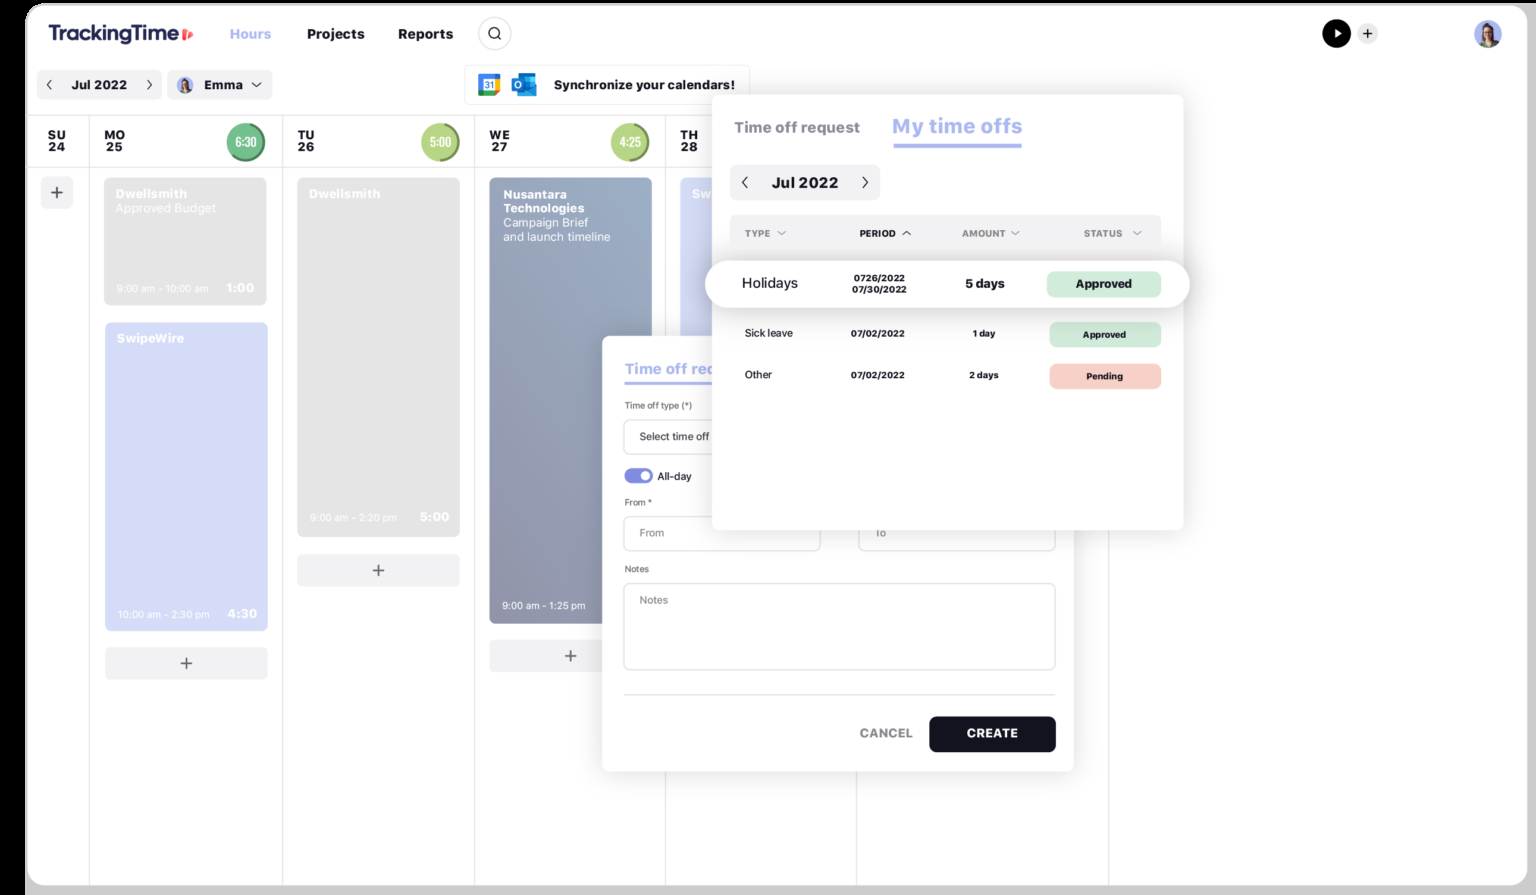 TrackingTime
Hours
Projects
Reports
Jul 2022
Emma
31
Synchronize your calendars!
SU
24
MO
25
6:30
TU
26
5:00
WE
27
4:25
TH
28
Dwellsmith
Approved Budget
9:00 am - 10:00 am 1:00
SwipeWire
10:00 am - 2:30 pm 4:30
+
Dwellsmith
9:00 am - 2:20 pm 5:00
+
Nusantara
Technologies
Campaign Brief
and launch timeline
9:00 am - 1:25 pm
+
Sw
Time off request
My time offs
Jul 2022
TYPE PERIOD AMOUNT STATUS
Holidays 0726/2022 5 days Approved
07/30/2022
Sick leave 07/02/2022 1 day Approved
Other 07/02/2022 2 days Pending
Time off req
Time off type (*)
Select time off
All-day
From *
From
To
Notes
Notes
CANCEL
CREATE